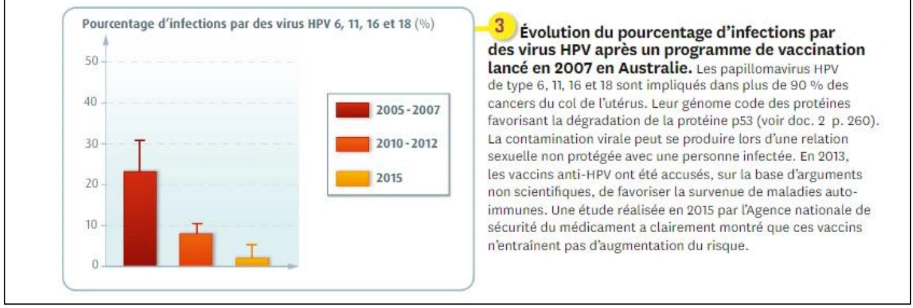 Pourcentage d'infections par des virus HPV 6, 11, 16 et 18 (%)
50
40
30
20
10
0
2005-2007
2010-2012
2015
3 Évolution du pourcentage d'infections par
des virus HPV après un programme de vaccination
lancé en 2007 en Australie. Les papillomavirus HPV
de type 6, 11, 16 et 18 sont impliqués dans plus de 90 % des
cancers du col de l'utérus. Leur génome code des protéines
favorisant la dégradation de la protéine p53 (voir doc. 2 p. 260).
La contamination virale peut se produire lors d'une relation
sexuelle non protégée avec une personne infectée. En 2013,
les vaccins anti-HPV ont été accusés, sur la base d'arguments
non scientifiques, de favoriser la survenue de maladies auto-
immunes. Une étude réalisée en 2015 par l'Agence nationale de
sécurité du médicament a clairement montré que ces vaccins
n'entraînent pas d'augmentation du risque.